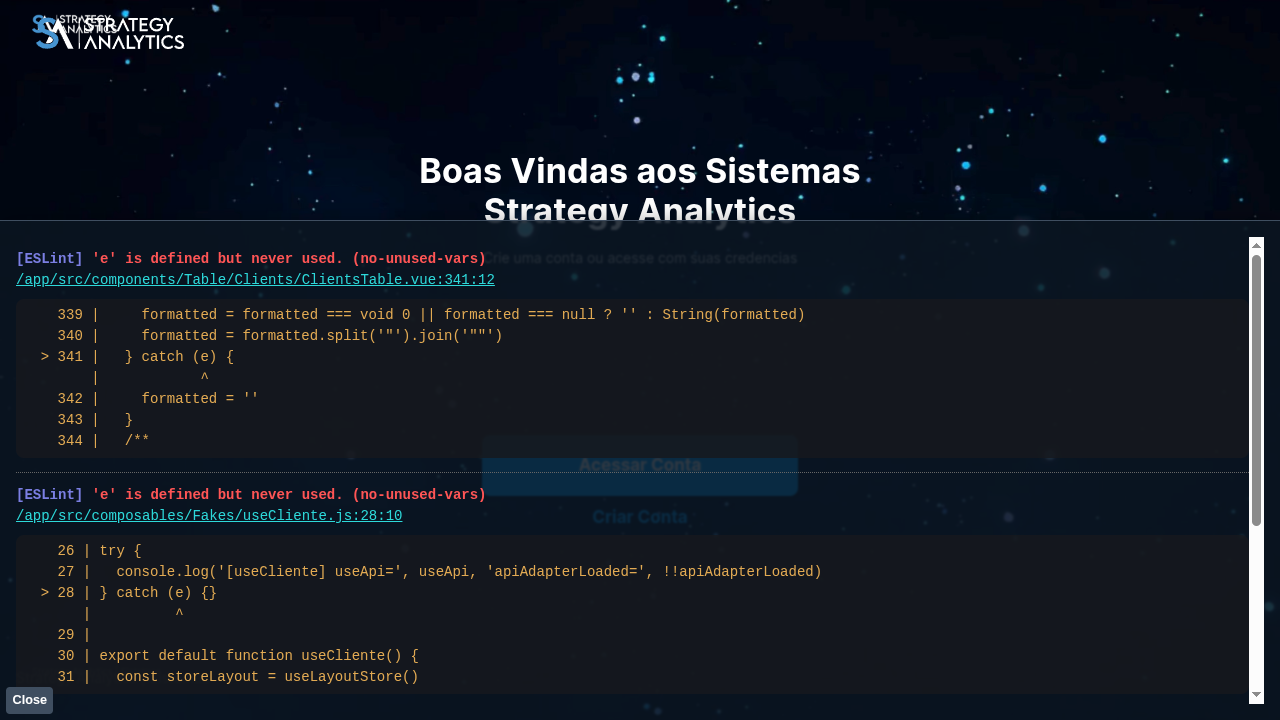 STRATEGY
ANALYTICS
STRATEGY
ANALYTICS
Boas Vindas aos Sistemas
Strategy Analytics
Crie uma conta ou acesse com suas credencias
[ESLint] 'e' is defined but never used. (no-unused-vars)
/app/src/components/Table/Clients/ClientsTable.vue:341:12
  339 |     formatted = formatted === void 0 || formatted === null ? '' : String(formatted)
  340 |     formatted = formatted.split('"').join('""')
> 341 |   } catch (e) {
      |            ^
  342 |     formatted = ''
  343 |   }
  344 |   /**
Acessar Conta
[ESLint] 'e' is defined but never used. (no-unused-vars)
/app/src/composables/Fakes/useCliente.js:28:10
Criar Conta
  26 | try {
  27 |   console.log('[useCliente] useApi=', useApi, 'apiAdapterLoaded=', !!apiAdapterLoaded)
> 28 | } catch (e) {}
     |          ^
  29 |
  30 | export default function useCliente() {
  31 |   const storeLayout = useLayoutStore()
Close